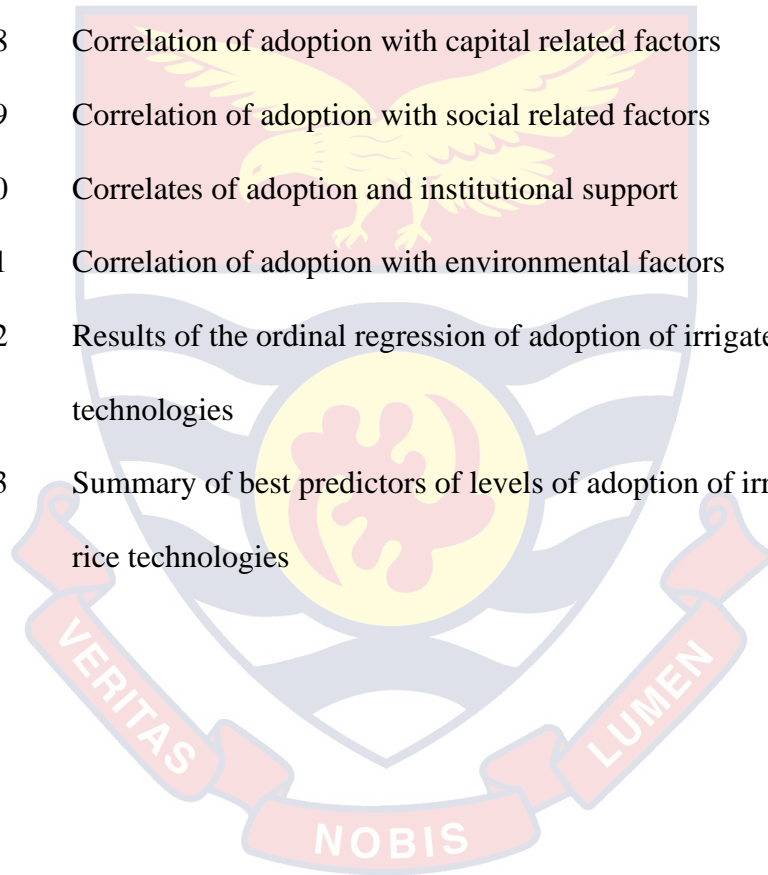 8 Correlation of adoption with capital related factors
9 Correlation of adoption with social related factors
0 Correlates of adoption and institutional support
1 Correlation of adoption with environmental factors
2 Results of the ordinal regression of adoption of
technologies
3 Summary of best predictors of levels of adoption of
rice technologies
VERITAS
NOBIS
LUMEN